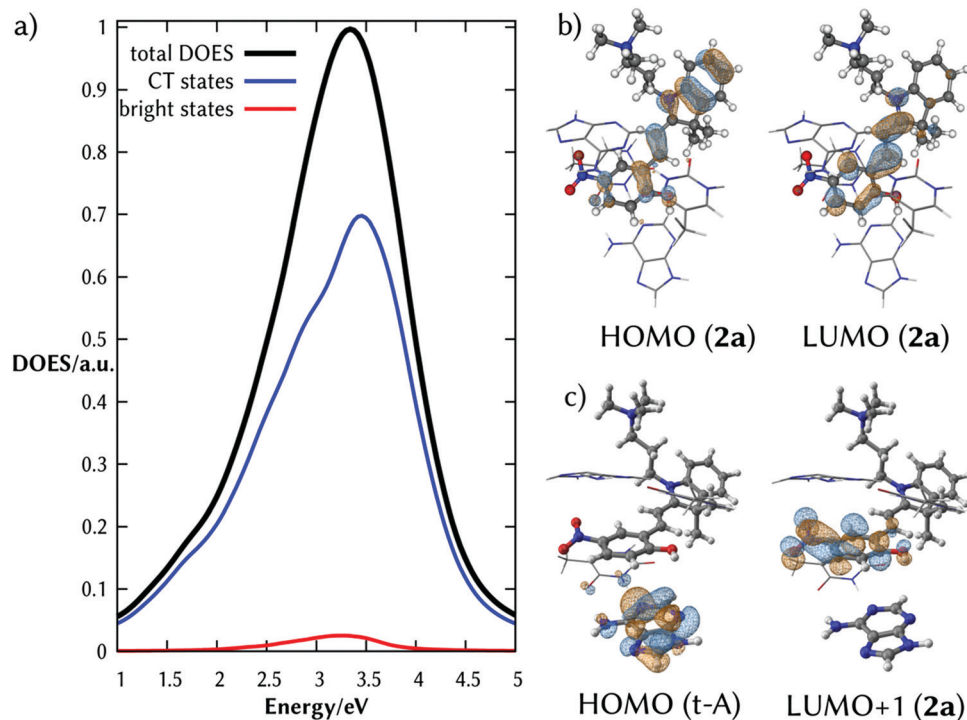 a)
total DOES
CT states
bright states
1
0.9
0.8
0.7
0.6
0.5
0.4
0.3
0.2
0.1
0
DOES/a.u.
1 1.5 2 2.5 3 3.5 4 4.5 5
Energy/eV
b)
HOMO (2a) LUMO (2a)
c)
HOMO (t-A) LUMO+1 (2a)